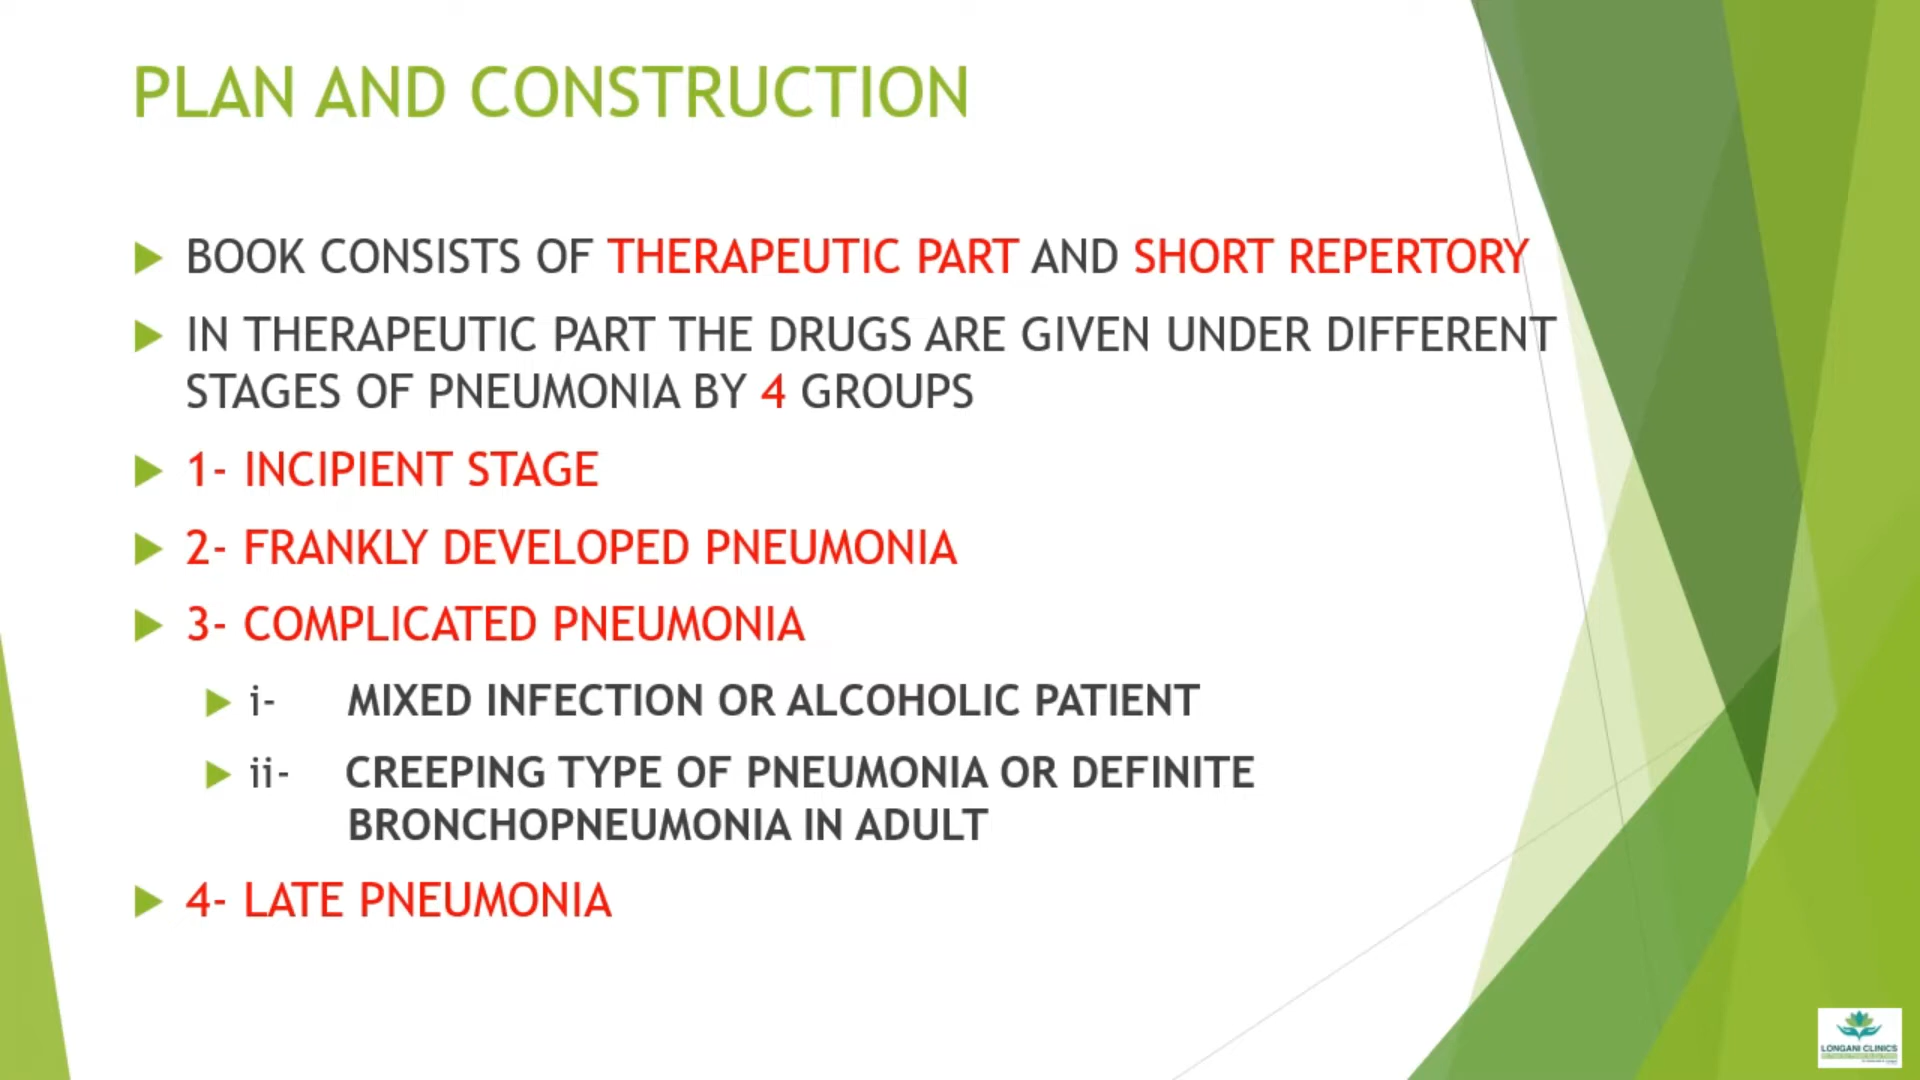 PLAN AND CONSTRUCTION
BOOK CONSISTS OF THERAPEUTIC PART AND SHORT REPERTORY
IN THERAPEUTIC PART THE DRUGS ARE GIVEN UNDER DIFFERENT
STAGES OF PNEUMONIA BY 4 GROUPS
1- INCIPIENT STAGE
2- FRANKLY DEVELOPED PNEUMONIA
3- COMPLICATED PNEUMONIA
i- MIXED INFECTION OR ALCOHOLIC PATIENT
ii- CREEPING TYPE OF PNEUMONIA OR DEFINITE
BRONCHOPNEUMONIA IN ADULT
4- LATE PNEUMONIA
LONGANI CLINICS